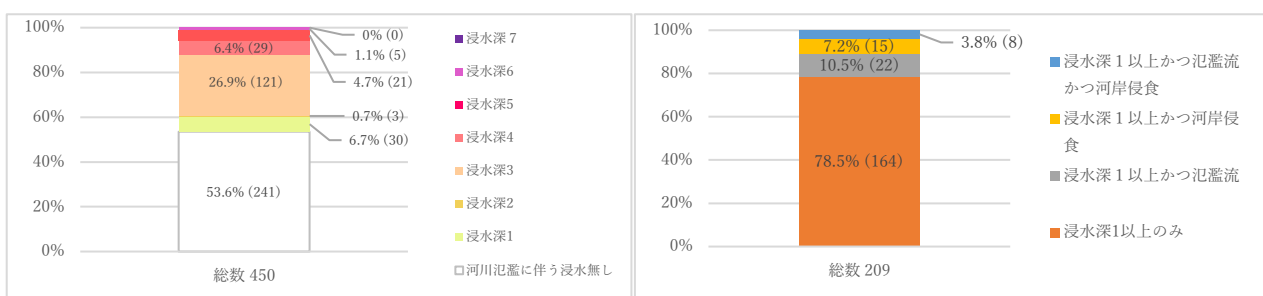 100%
80%
60%
40%
20%
0%
0% (0)
1.1% (5)
6.4% (29)
4.7% (21)
26.9% (121)
0.7% (3)
6.7% (30)
53.6% (241)
総数 450
浸水深 7
浸水深6
浸水深5
浸水深4
浸水深3
浸水深2
浸水深1
河川氾濫に伴う浸水無し
100%
80%
60%
40%
20%
0%
3.8% (8)
7.2% (15)
10.5% (22)
78.5% (164)
総数 209
浸水深１以上かつ氾濫流
かつ河岸侵食
浸水深１以上かつ河岸侵
食
浸水深１以上かつ氾濫流
浸水深1以上のみ